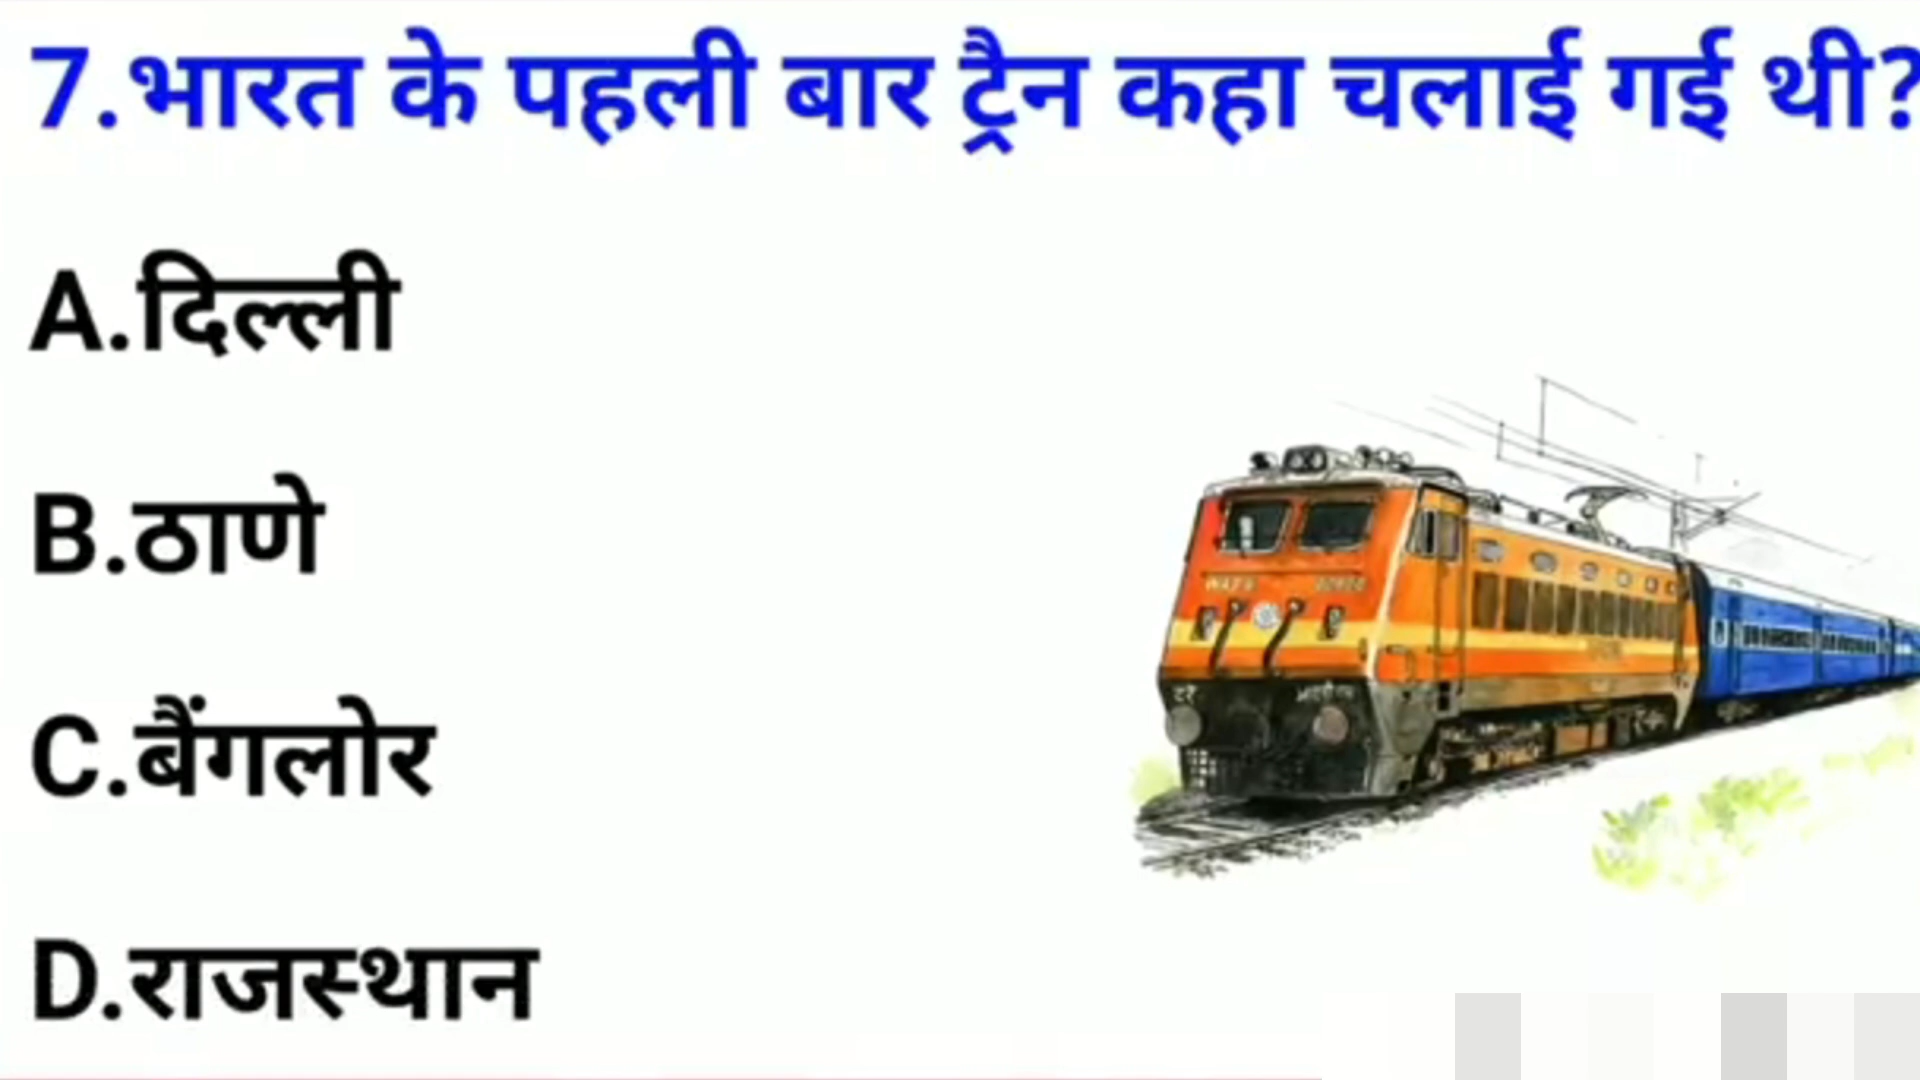 7.भारत के पहली बार ट्रैन कहा चलाई गई थी?
A.दिल्ली
B.ठाणे
C.बैंगलोर
D.राजस्थान